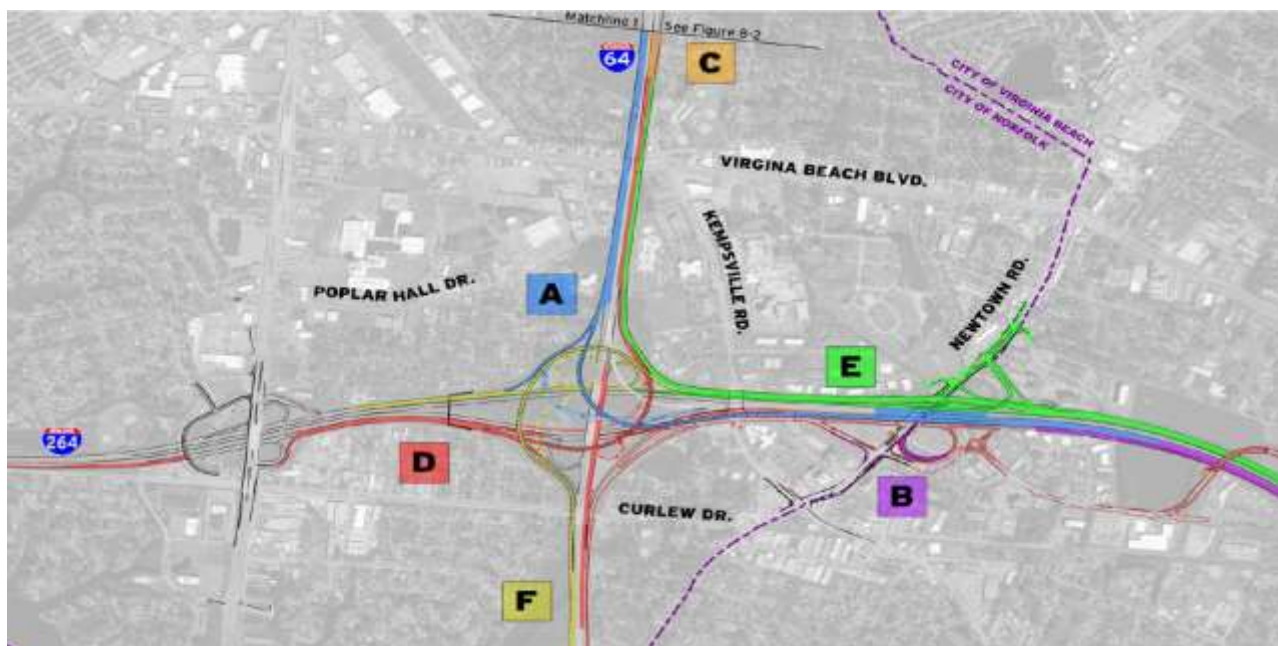 Matchline 1 See Figure 8-2
64
C
CITY OF VIRGINIA BEACH
CITY OF NORFOLK
VIRGINA BEACH BLVD.
KEMPSVILLE RD.
NEWTOWN RD.
POPLAR HALL DR.
A
E
264
D
B
CURLEW DR.
F